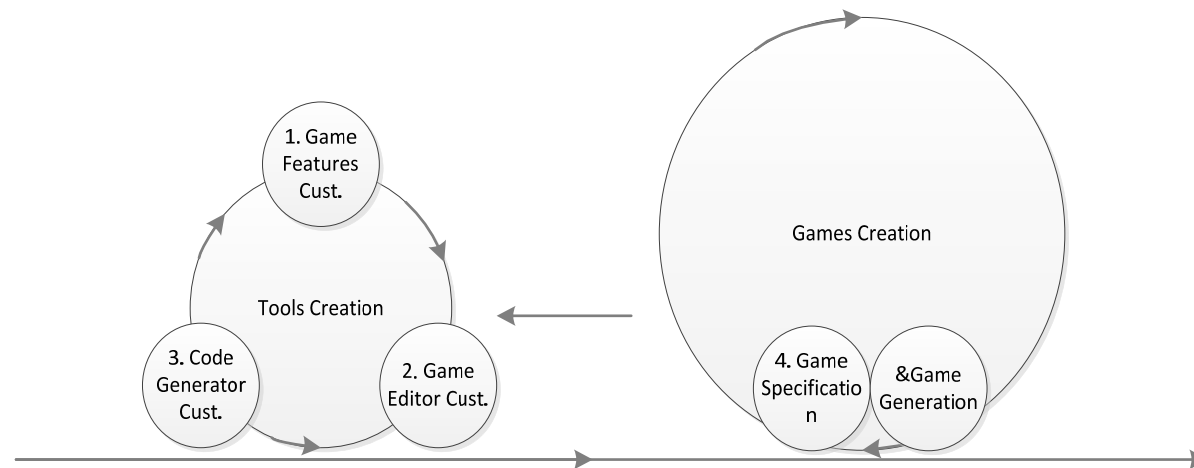 1. Game
Features
Cust.
Tools Creation
3. Code
Generator
Cust.
2. Game
Editor Cust.
Games Creation
4. Game
Specificatio
n
&Game
Generation